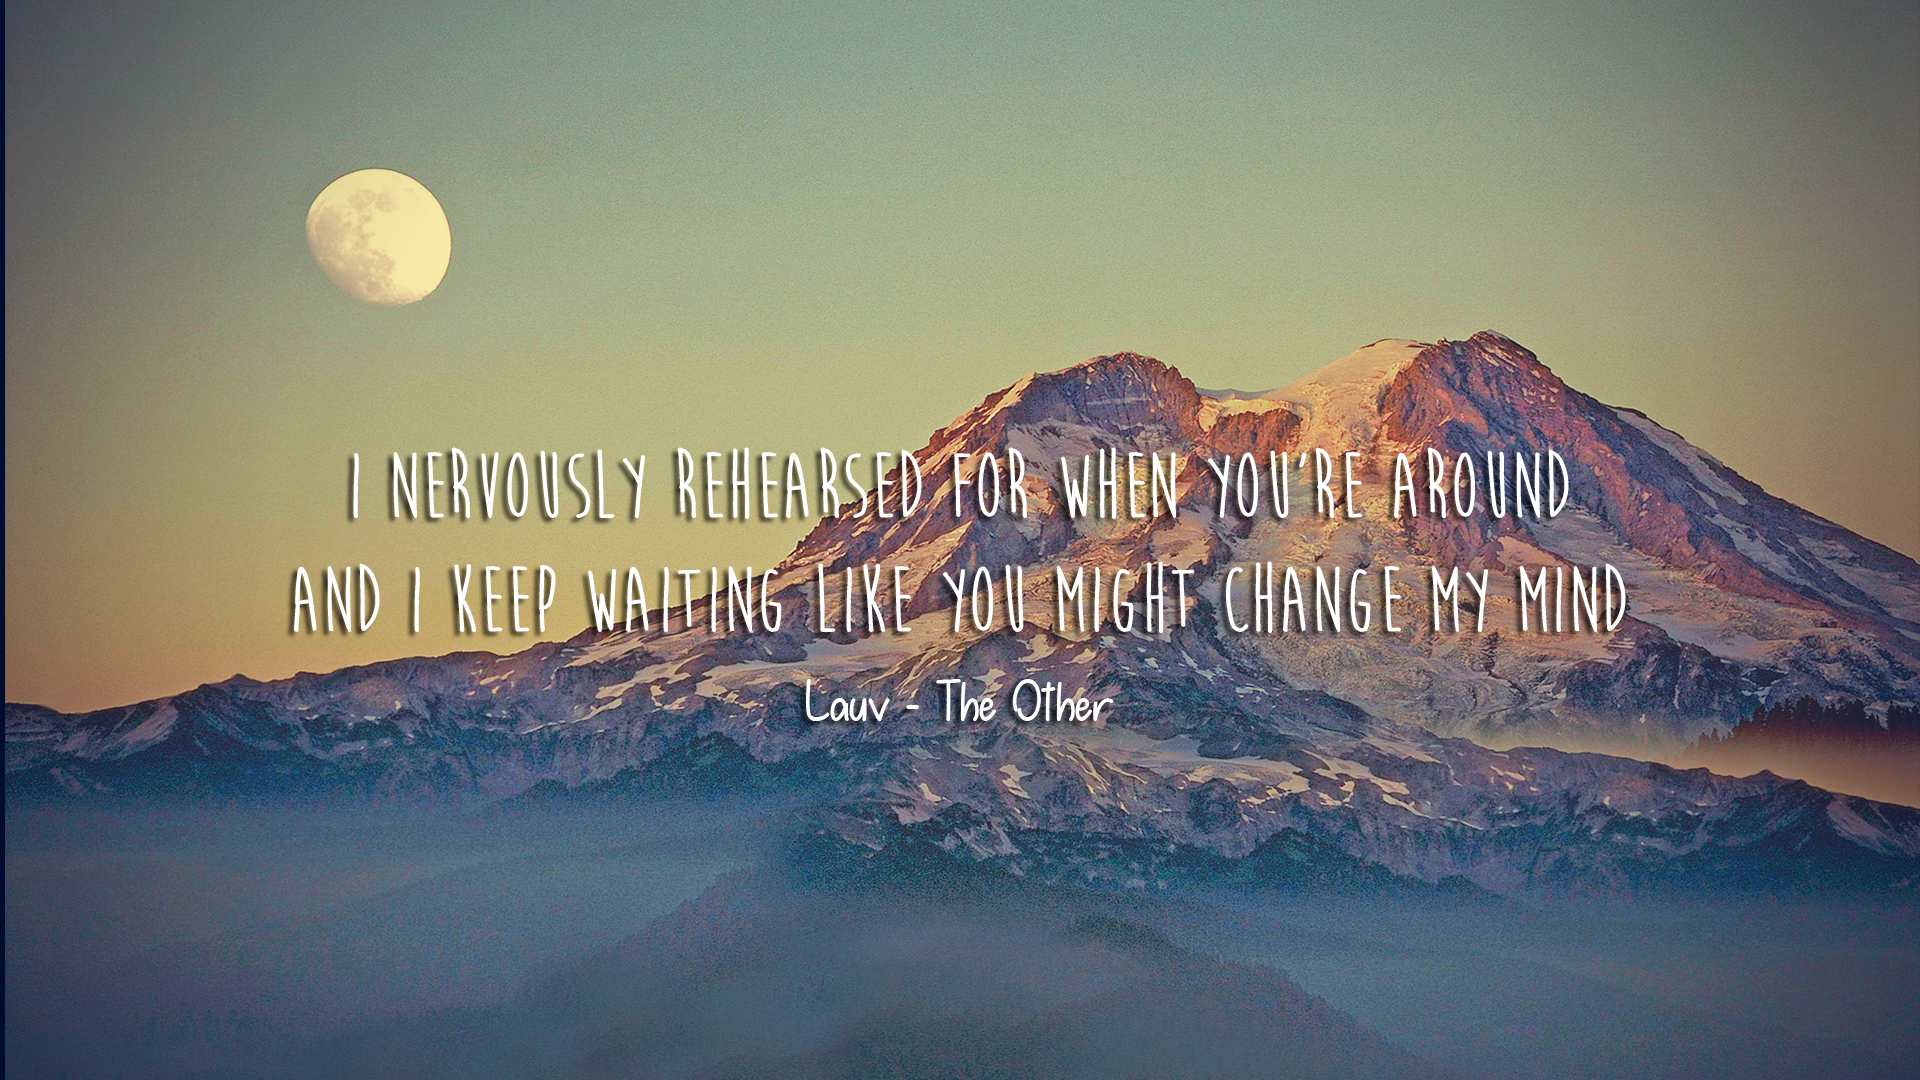 I NERVOUSLY REHEARSED FOR WHEN YOU'RE AROUND
AND I KEEP WAITING LIKE YOU MIGHT CHANGE MY MIND
Lauv - The Other